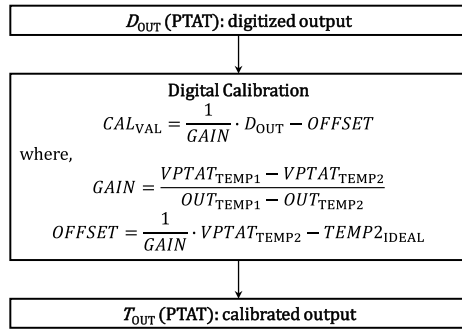 D_OUT (PTAT): digitized output
Digital Calibration
CAL_VAL = 1/GAIN · D_OUT − OFFSET
where,
GAIN = (VPTAT_TEMP1 − VPTAT_TEMP2)/(OUT_TEMP1 − OUT_TEMP2)
OFFSET = 1/GAIN · VPTAT_TEMP2 − TEMP2_IDEAL
T_OUT (PTAT): calibrated output